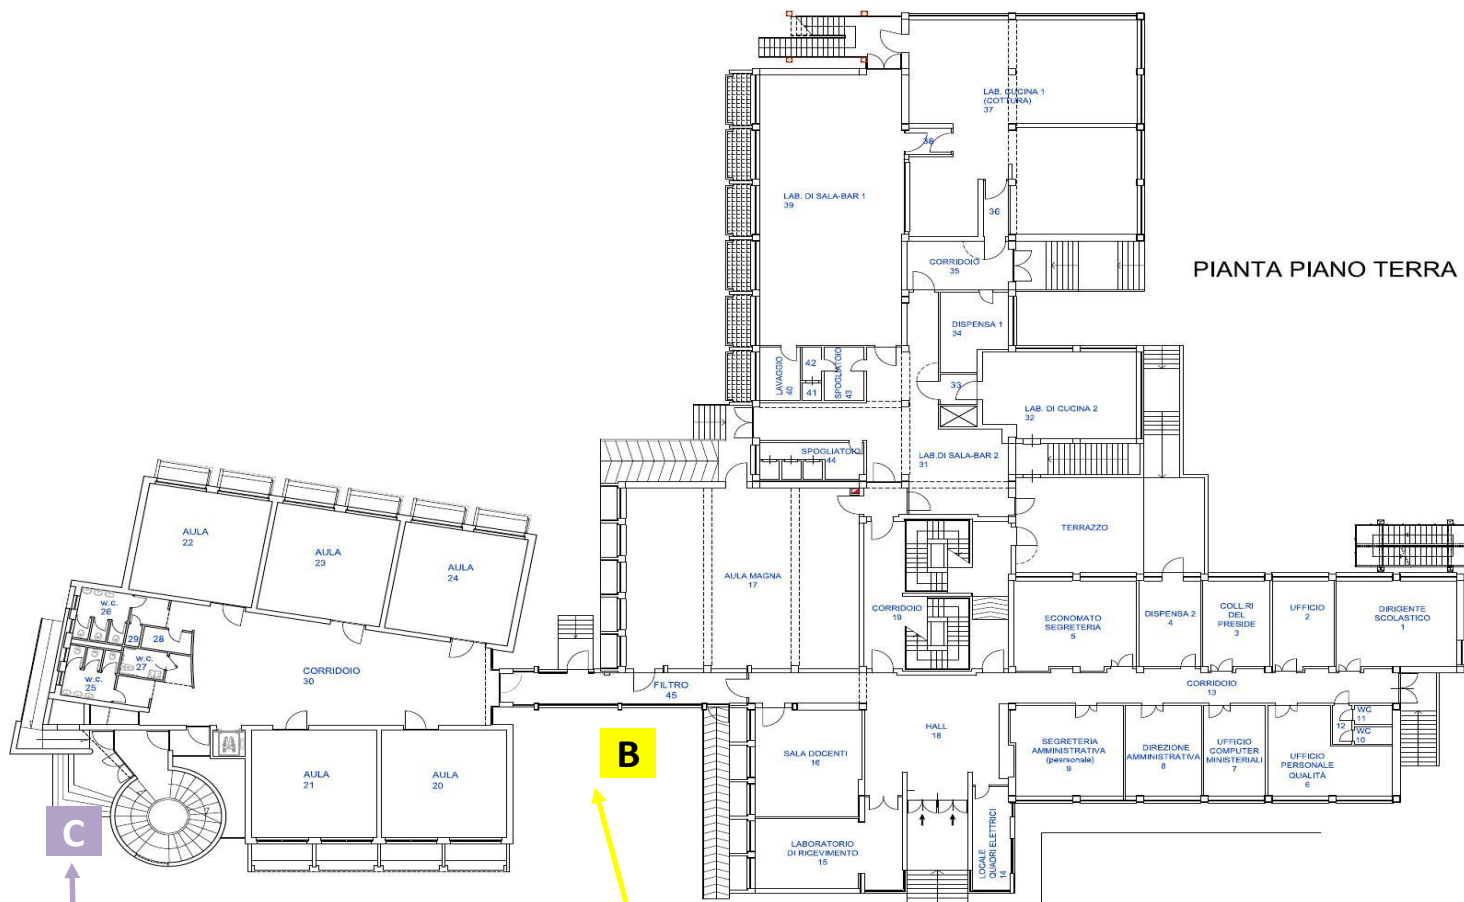 LAB. CUCINA 1
(COTTURA)
37
38
LAB. DI SALA-BAR 1
39
36
CORRIDOIO
35
PIANTA PIANO TERRA
DISPENSA 1
34
LAVAGGIO
40
42
41
SPOGLIATOIO
43
33
LAB. DI CUCINA 2
32
SPOGLIATOIO
44
LAB.DI SALA-BAR 2
31
TERRAZZO
AULA
22
AULA
23
AULA
24
AULA MAGNA
17
CORRIDOIO
19
ECONOMATO
SEGRETERIA
5
DISPENSA 2
4
COLL.RI
DEL
PRESIDE
3
UFFICIO
2
DIRIGENTE
SCOLASTICO
1
w.c.
26
29
28
w.c.
27
w.c.
25
CORRIDOIO
30
FILTRO
45
CORRIDOIO
13
HALL
18
SALA DOCENTI
16
SEGRETERIA
AMMINISTRATIVA
(pesrsonale)
9
DIREZIONE
AMMINISTRATIVA
8
UFFICIO
COMPUTER
MINISTERIALI
7
UFFICIO
PERSONALE
QUALITÀ
6
12
WC
11
WC
10
B
AULA
21
AULA
20
C
LABORATORIO
DI RICEVIMENTO
15
LOCALE
QUADRI ELETTRICI
14